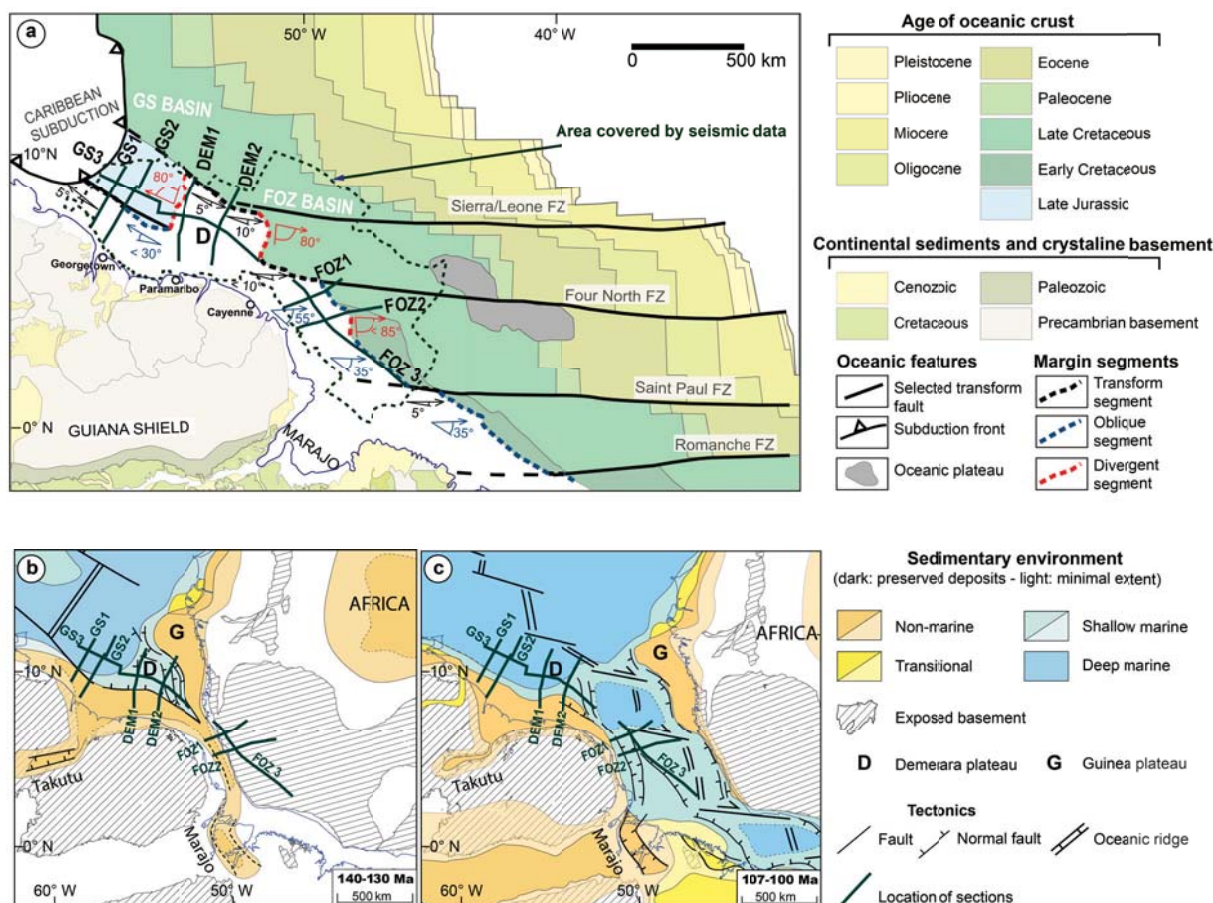 a
50° W
40° W
0
500 km
CARIBBEAN
SUBDUCTION
10°N
GS BASIN
GS3
GS1
GS2
DEM1
DEM2
Area covered by seismic data
FOZ BASIN
Sierra/Leone FZ
80°
5°
5°
10°
D
80°
< 30°
Georgetown
Paramaribo
Cayenne
< 10°
FOZ1
FOZ2
55°
< 85°
Four North FZ
FOZ 3
35°
5°
Saint Paul FZ
0° N
GUIANA SHIELD
MARAJO
35°
Romanche FZ
Age of oceanic crust
Pleistocene
Eocene
Pliocene
Paleocene
Miocene
Late Cretaceous
Oligocene
Early Cretaceous
Late Jurassic
Continental sediments and crystaline basement
Cenozoic
Paleozoic
Cretaceous
Precambrian basement
Oceanic features
Margin segments
Selected transform
fault
Transform
segment
Subduction front
Oblique
segment
Oceanic plateau
Divergent
segment
b
AFRICA
GS3
GS1
GS2
G
D
10° N
DEM1
DEM2
FOZ1
FOZ2
FOZ 3
Takutu
Marajo
0° N
60° W
50° W
140-130 Ma
500 km
c
AFRICA
GS3
GS1
GS2
G
D
10° N
DEM1
DEM2
FOZ1
FOZ2
FOZ 3
Takutu
Marajo
0° N
60° W
50° W
107-100 Ma
500 km
Sedimentary environment
(dark: preserved deposits - light: minimal extent)
Non-marine
Shallow marine
Transitional
Deep marine
Exposed basement
D Demerara plateau
G Guinea plateau
Tectonics
Fault
Normal fault
Oceanic ridge
Location of sections